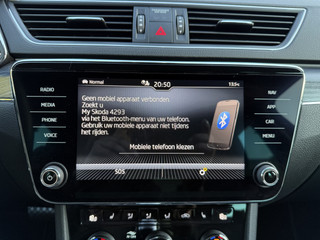 RADIO
MEDIA
PHONE
VOICE
Normal
20:50
13,5°C
Geen mobiel apparaat verbonden.
Zoekt u
My Skoda 4293
via het Bluetooth-menu van uw telefoon.
Gebruik uw mobiele apparaat niet tijdens
het rijden.
Mobiele telefoon kiezen
SOS
NAV
APP
CAR
MENU